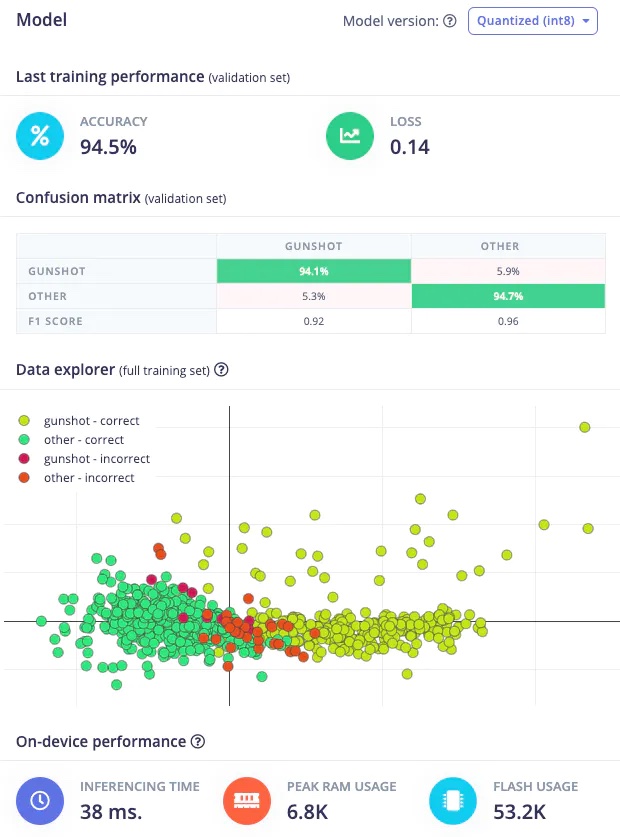 Model
Model version: ? Quantized (int8)
Last training performance (validation set)
% ACCURACY
94.5%
LOSS
0.14
Confusion matrix (validation set)
GUNSHOT OTHER
GUNSHOT 94.1% 5.9%
OTHER 5.3% 94.7%
F1 SCORE 0.92 0.96
Data explorer (full training set) ?
gunshot - correct
other - correct
gunshot - incorrect
other - incorrect
On-device performance ?
INFERENCING TIME
38 ms.
PEAK RAM USAGE
6.8K
FLASH USAGE
53.2K